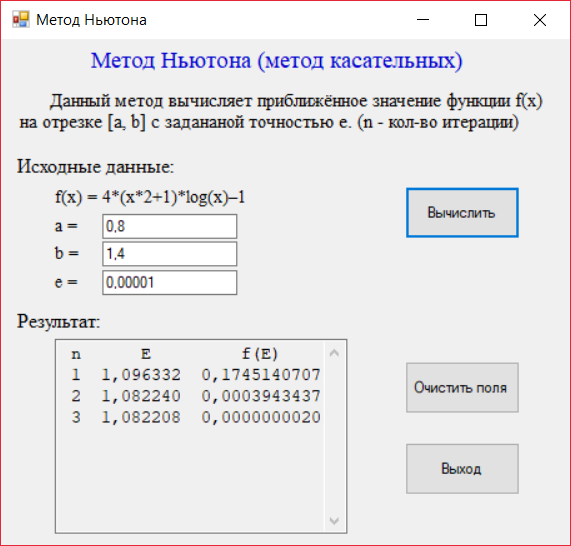 Метод Ньютона
Метод Ньютона (метод касательных)
Данный метод вычисляет приближённое значение функции f(x)
на отрезке [a, b] с задананой точностью e. (n - кол-во итерации)
Исходные данные:
f(x) = 4*(x*2+1)*log(x)–1
a = 0,8
Вычислить
b = 1,4
e = 0,00001
Результат:
n E f(E)
1 1,096332 0,1745140707
2 1,082240 0,0003943437
3 1,082208 0,0000000020
Очистить поля
Выход